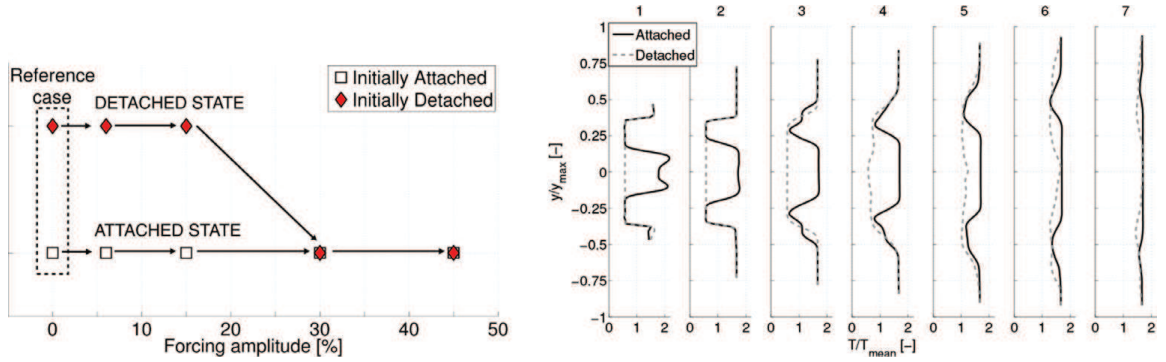 Reference
case
DETACHED STATE
ATTACHED STATE
Initially Attached
Initially Detached
0 10 20 30 40 50
Forcing amplitude [%]
1 2 3 4 5 6 7
Attached
Detached
1
0.75
0.5
0.25
0
-0.25
-0.5
-0.75
-1
y/y_max [-]
0 1 2 0 1 2 0 1 2 0 1 2 0 1 2 0 1 2 0 1 2
T/T_mean [-]